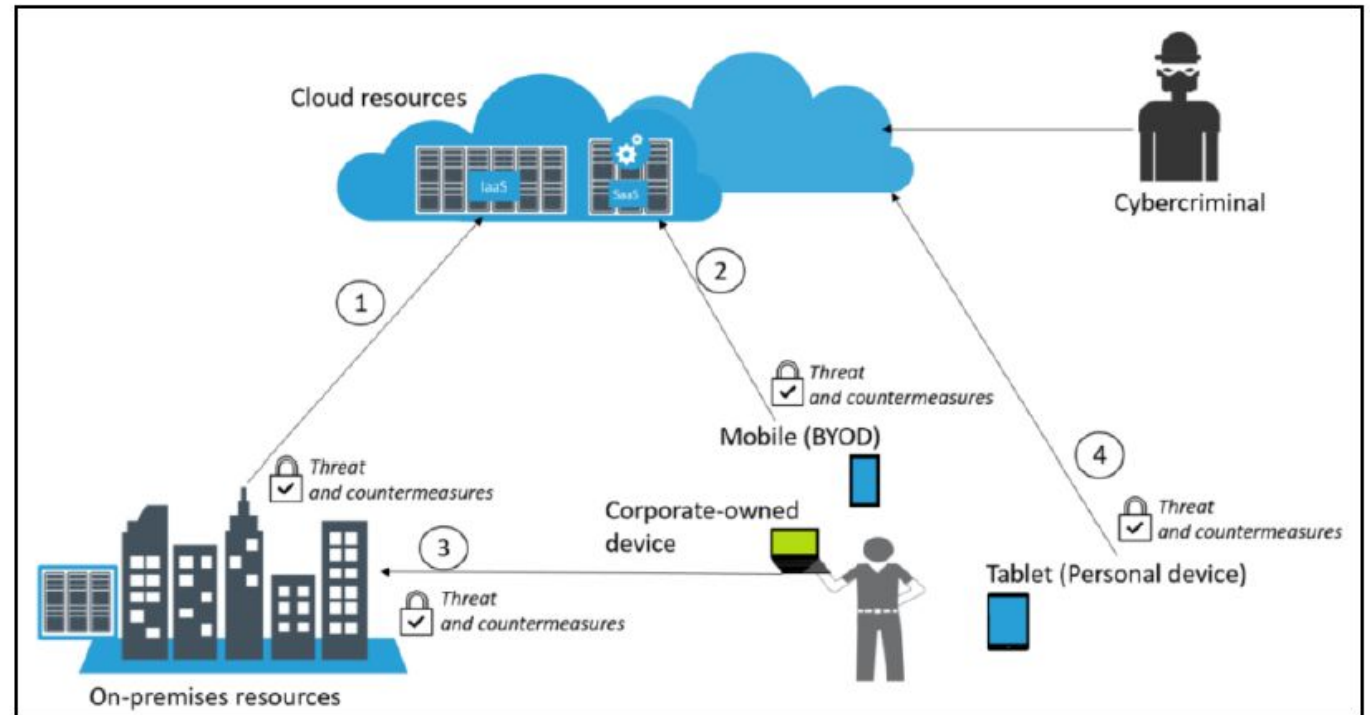 Cloud resources
IaaS
SaaS
Cybercriminal
1
2
Threat
and countermeasures
Mobile (BYOD)
4
Threat
and countermeasures
Corporate-owned
device
3
Threat
and countermeasures
Tablet (Personal device)
Threat
and countermeasures
On-premises resources